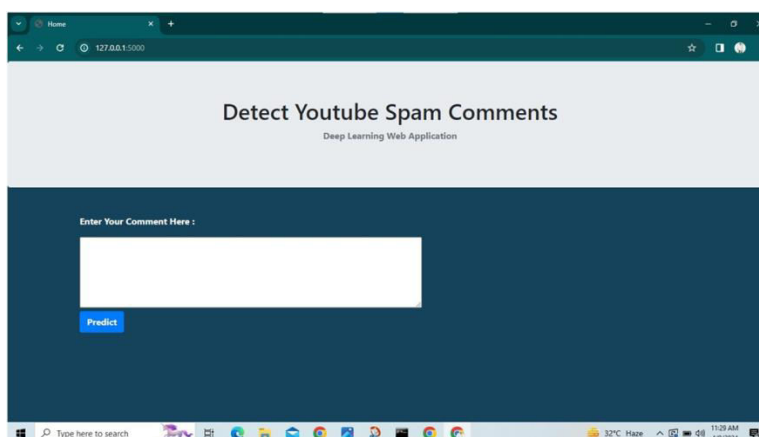 Home
127.0.0.1:5000
Detect Youtube Spam Comments
Deep Learning Web Application
Enter Your Comment Here :
Predict
Type here to search
32°C Haze
11:29 AM